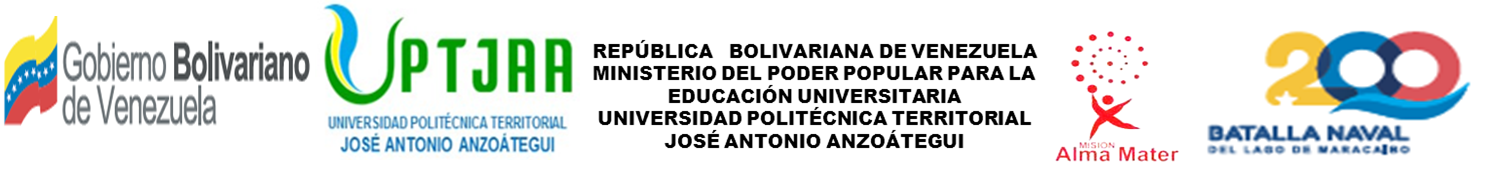 Gobierno Bolivariano
de Venezuela
UPTJAA
UNIVERSIDAD POLITÉCNICA TERRITORIAL
JOSÉ ANTONIO ANZOÁTEGUI
REPÚBLICA BOLIVARIANA DE VENEZUELA
MINISTERIO DEL PODER POPULAR PARA LA
EDUCACIÓN UNIVERSITARIA
UNIVERSIDAD POLITÉCNICA TERRITORIAL
JOSÉ ANTONIO ANZOÁTEGUI
MISIÓN
Alma Mater
200
BATALLA NAVAL
DEL LAGO DE MARACAIBO